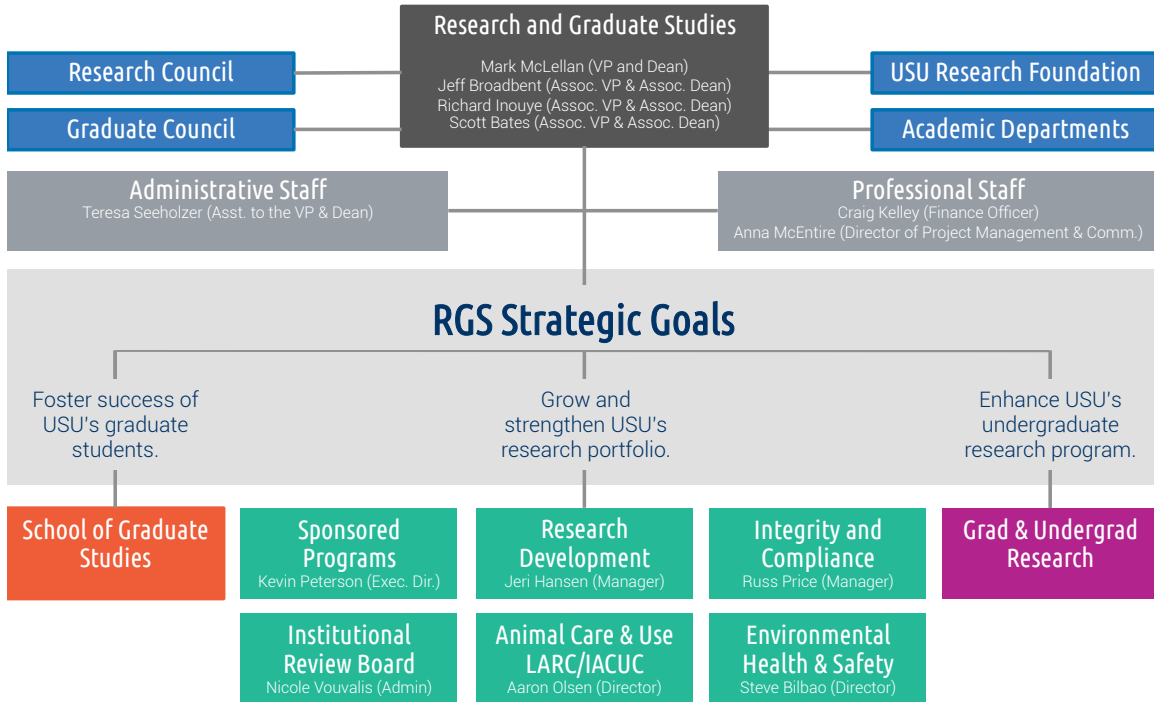 Research and Graduate Studies
Mark McLellan (VP and Dean)
Jeff Broadbent (Assoc. VP & Assoc. Dean)
Richard Inouye (Assoc. VP & Assoc. Dean)
Scott Bates (Assoc. VP & Assoc. Dean)
Research Council
Graduate Council
USU Research Foundation
Academic Departments
Administrative Staff
Teresa Seeholzer (Asst. to the VP & Dean)
Professional Staff
Craig Kelley (Finance Officer)
Anna McEntire (Director of Project Management & Comm.)
RGS Strategic Goals
Foster success of
USU's graduate
students.
Grow and
strengthen USU's
research portfolio.
Enhance USU's
undergraduate
research program.
School of Graduate
Studies
Sponsored
Programs
Kevin Peterson (Exec. Dir.)
Research
Development
Jeri Hansen (Manager)
Integrity and
Compliance
Russ Price (Manager)
Grad & Undergrad
Research
Institutional
Review Board
Nicole Vouvalis (Admin)
Animal Care & Use
LARC/IACUC
Aaron Olsen (Director)
Environmental
Health & Safety
Steve Bilbao (Director)